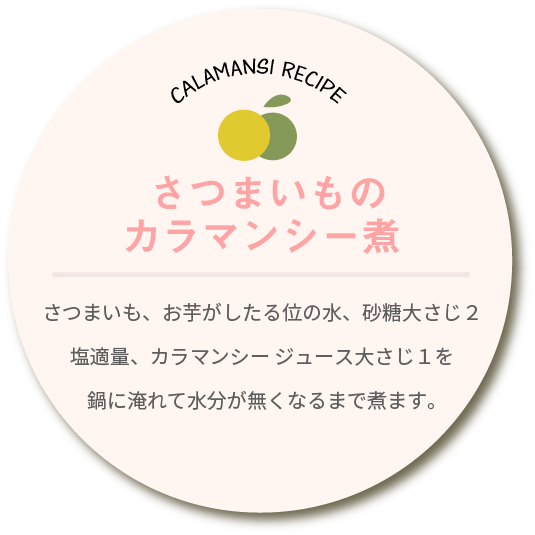 CALAMANSI RECIPE
さつまいもの
カラマンシー煮
さつまいも、お芋がしたる位の水、砂糖大さじ２
塩適量、カラマンシー ジュース大さじ１を
鍋に淹れて水分が無くなるまで煮ます。